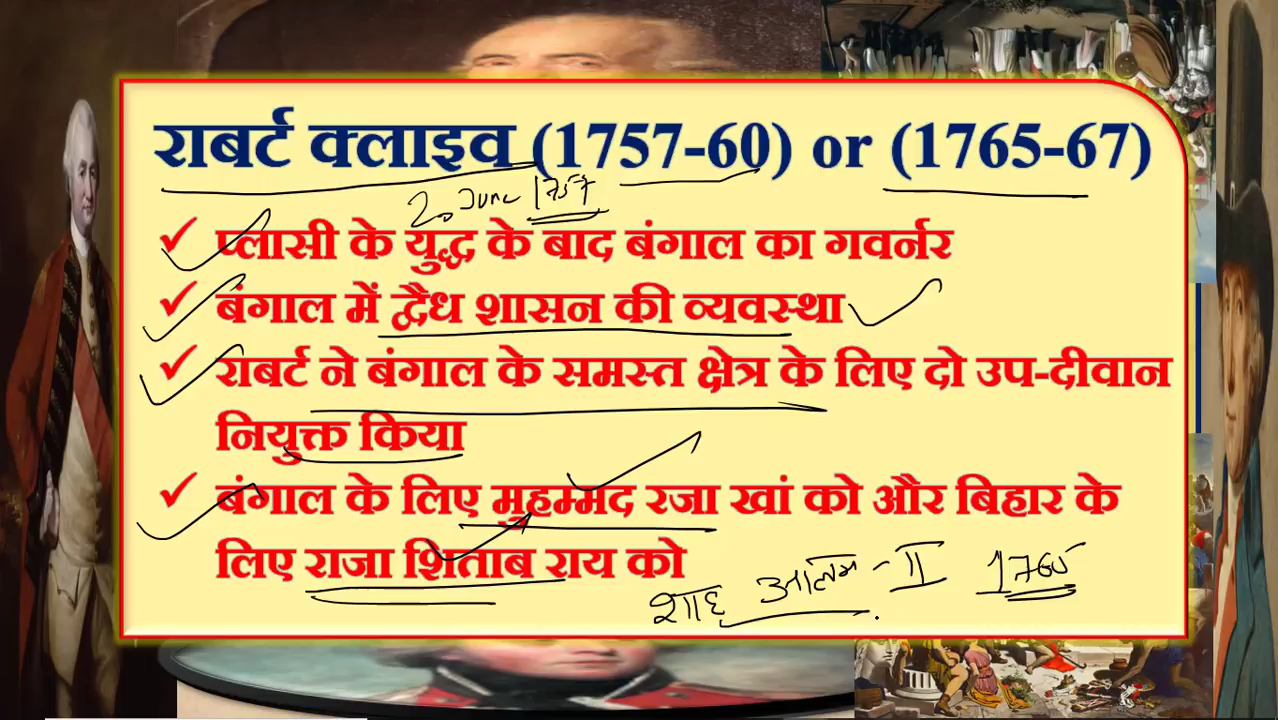 राबर्ट क्लाइव (1757-60) or (1765-67)
20 June 1757
प्लासी के युद्ध के बाद बंगाल का गवर्नर
बंगाल में द्वैध शासन की व्यवस्था
राबर्ट ने बंगाल के समस्त क्षेत्र के लिए दो उप-दीवान
नियुक्त किया
बंगाल के लिए मुहम्मद रजा खां को और बिहार के
लिए राजा शिताब राय को
शाह आलम - II 1765